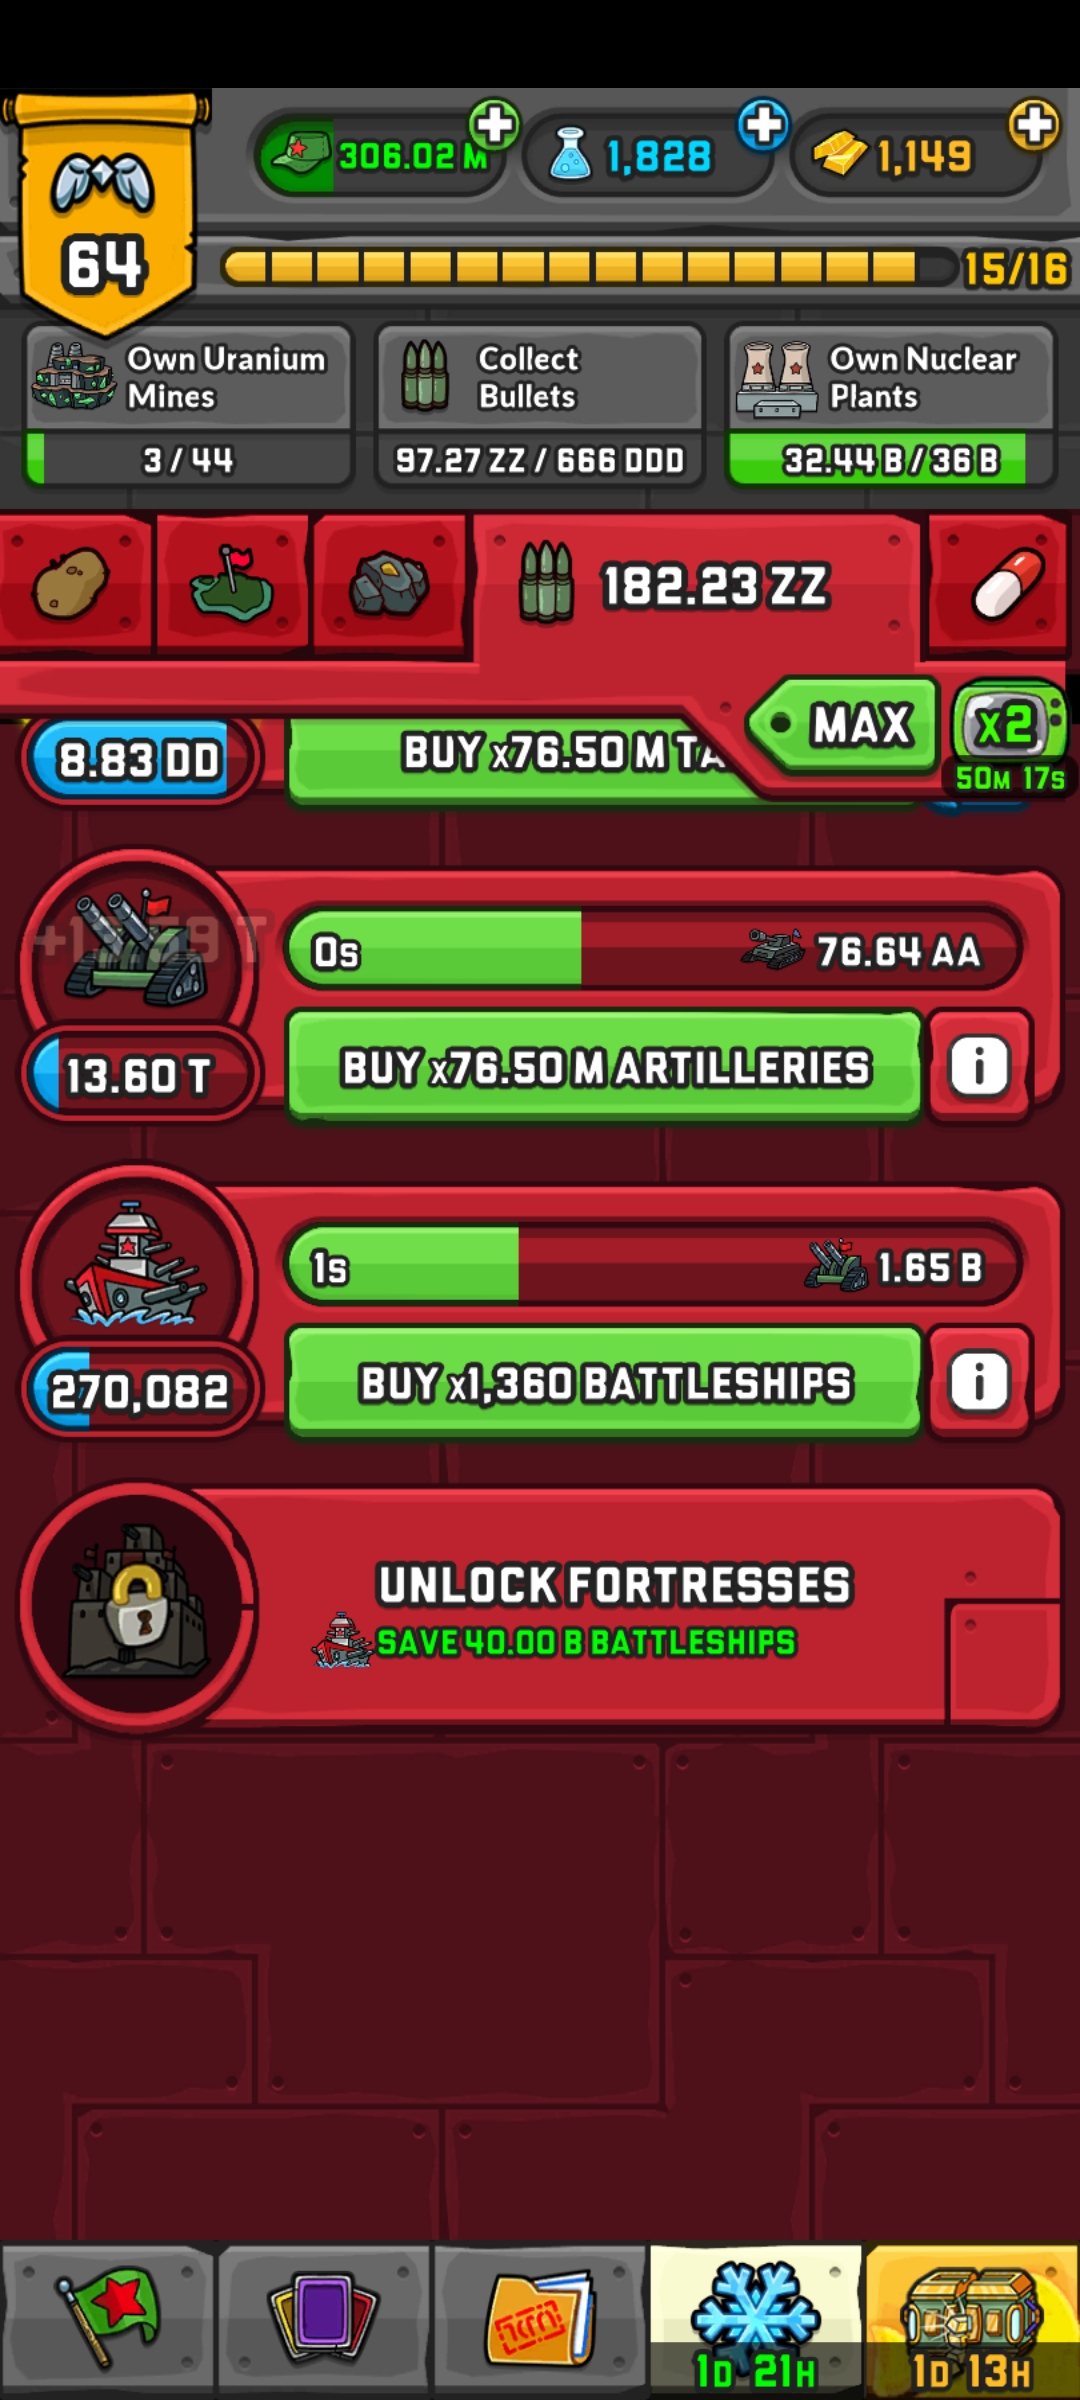 306.02 M
1,828
1,149
64
15/16
Own Uranium
Mines
3 / 44
Collect
Bullets
97.27 ZZ / 666 DDD
Own Nuclear
Plants
32.44 B / 36 B
182.23 ZZ
MAX
x2
50M 17S
8.83 DD
BUY x76.50 M TA
0s
76.64 AA
13.60 T
BUY x76.50 M ARTILLERIES
i
1s
1.65 B
270,082
BUY x1,360 BATTLESHIPS
i
UNLOCK FORTRESSES
SAVE 40.00 B BATTLESHIPS
1D 21H
1D 13H